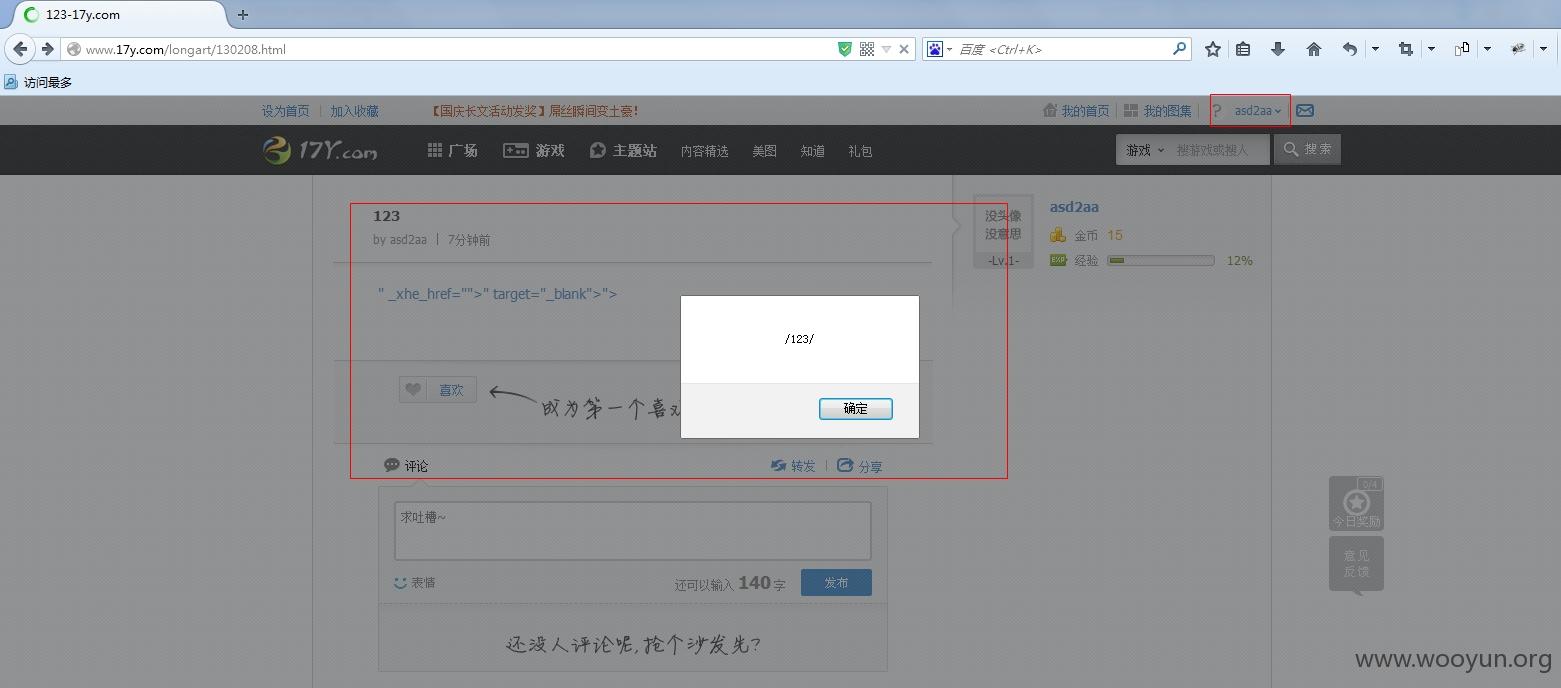 123-17y.com
www.17y.com/longart/130208.html
百度 <Ctrl+K>
访问最多
设为首页 加入收藏 【国庆长文活动发奖】屌丝瞬间变土豪! 我的首页 我的图集 ? asd2aa
17Y.com 广场 游戏 主题站 内容精选 美图 知道 礼包 游戏 搜游戏或搜人 搜索
123
by asd2aa | 7分钟前
没头像
没意思
-Lv.1-
asd2aa
金币 15
EXP 经验 12%
" _xhe_href="">" target="_blank">">
/123/
确定
喜欢
成为第一个喜欢
评论 转发 分享
求吐槽~
表情 还可以输入 140 字 发布
还没人评论呢,抢个沙发先?
0/4
今日奖励
意见
反馈
www.wooyun.org